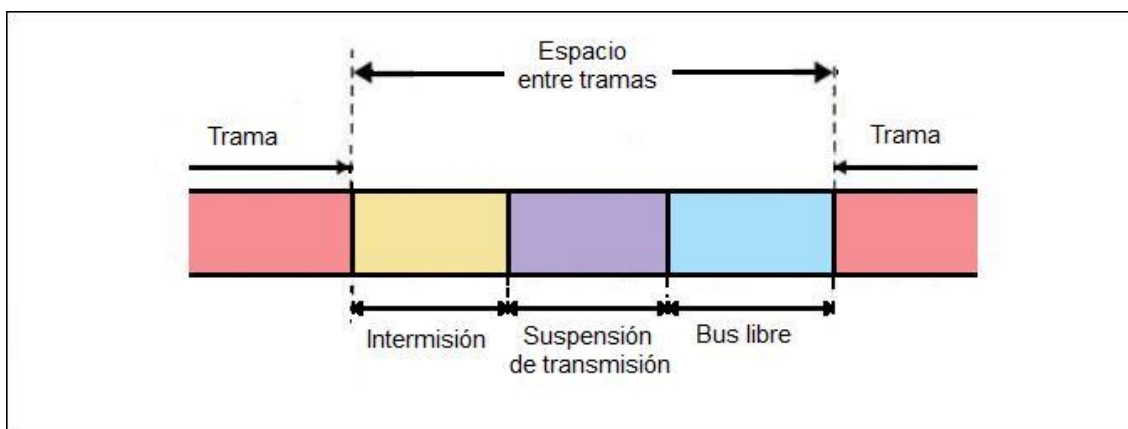 Espacio
entre tramas
Trama
Trama
Intermisión
Suspensión
de transmisión
Bus libre